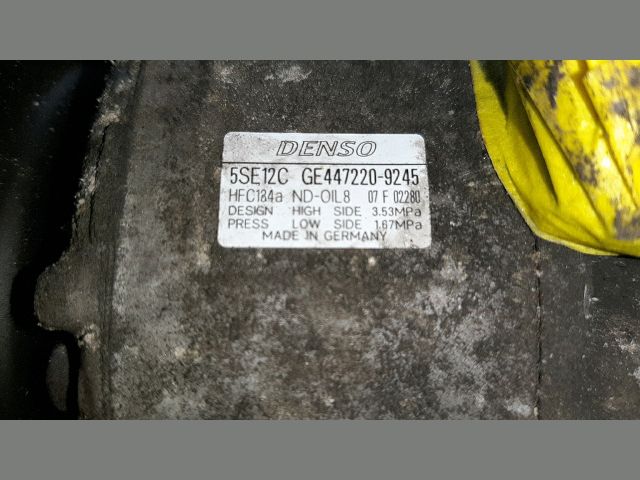 DENSO
5SE12C GE447220-9245
HFC134a ND-OIL8 07 F 02280
DESIGN HIGH SIDE 3.53MPa
PRESS LOW SIDE 1.67MPa
MADE IN GERMANY